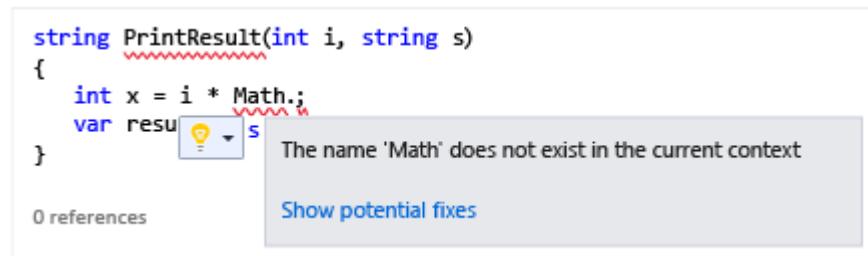 string PrintResult(int i, string s)
{
int x = i * Math.;
var resu s
}
The name 'Math' does not exist in the current context
Show potential fixes
0 references